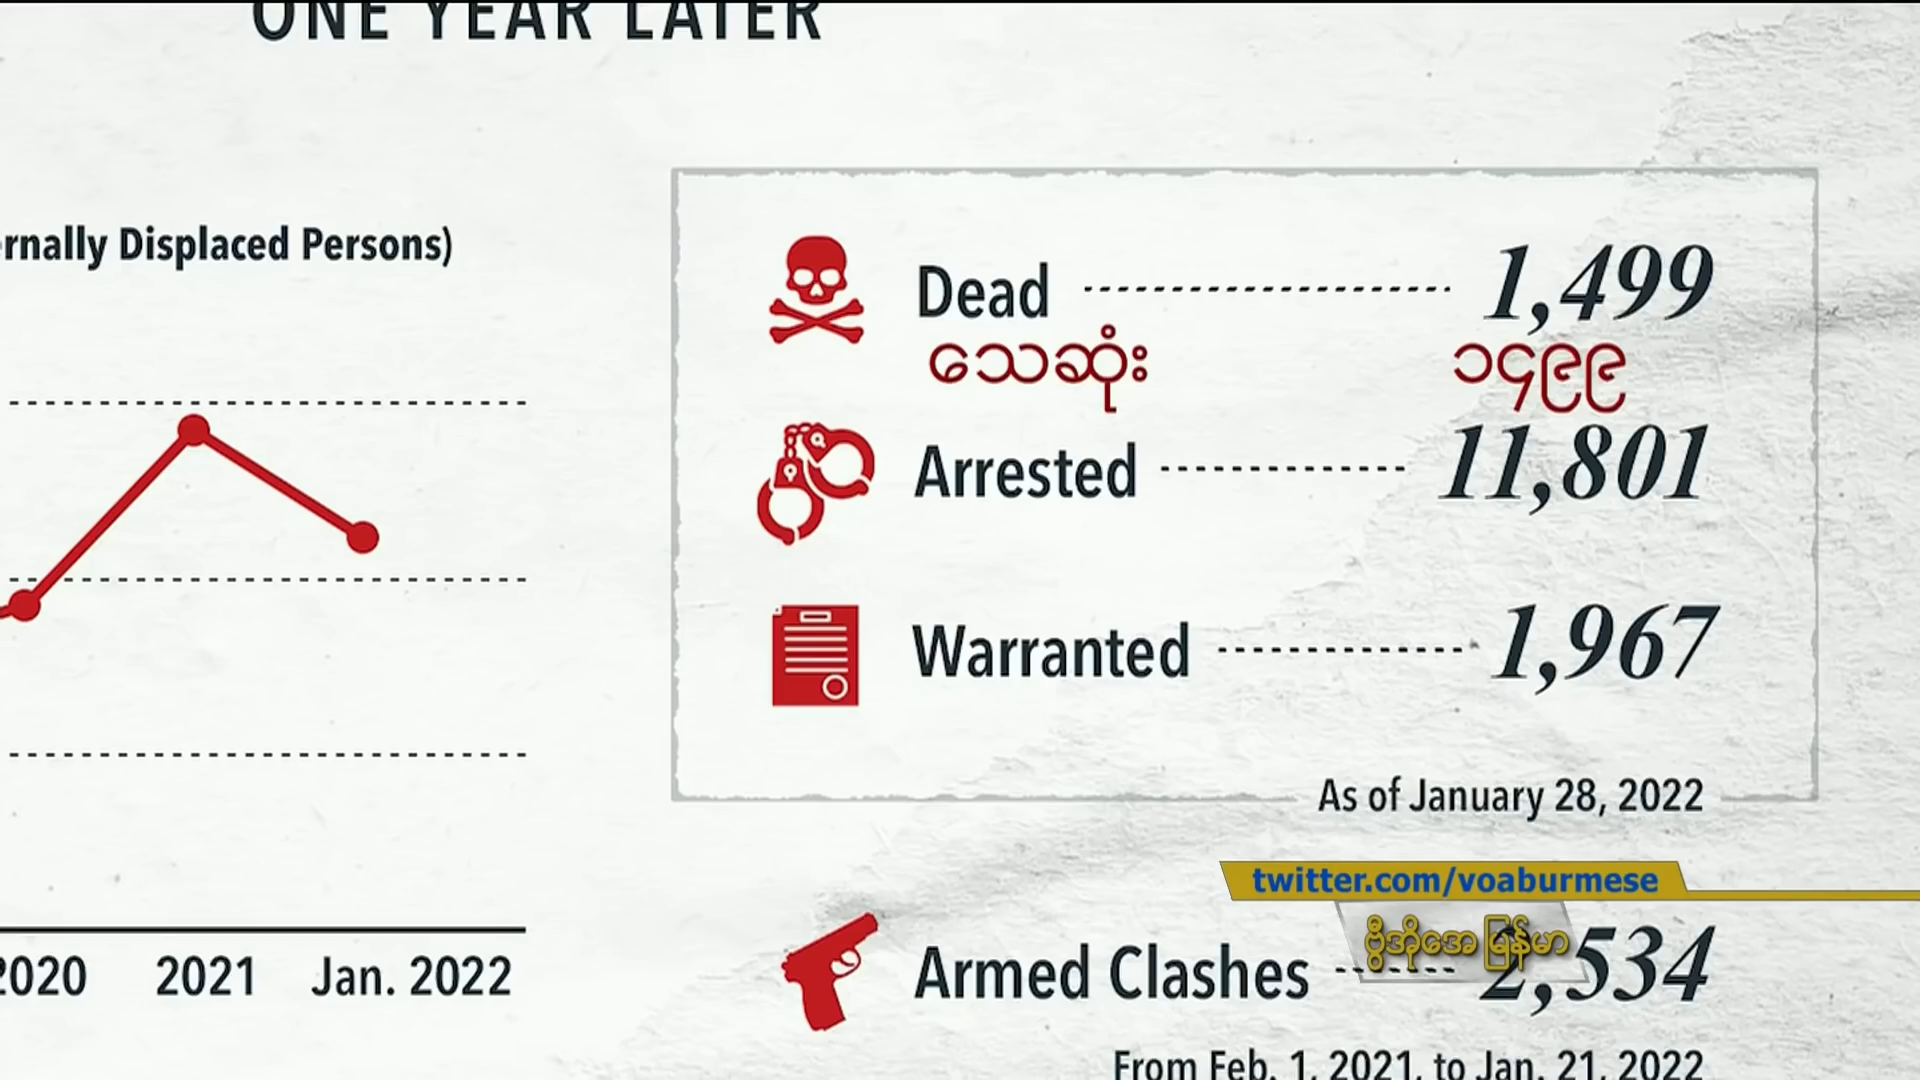 ONE YEAR LATER
ernally Displaced Persons)
Dead 1,499
သေဆုံး ၁၄၉၉
Arrested 11,801
Warranted 1,967
As of January 28, 2022
twitter.com/voaburmese
ဗွီအိုအေ မြန်မာ
Armed Clashes 2,534
2020 2021 Jan. 2022
From Feb. 1, 2021, to Jan. 21, 2022